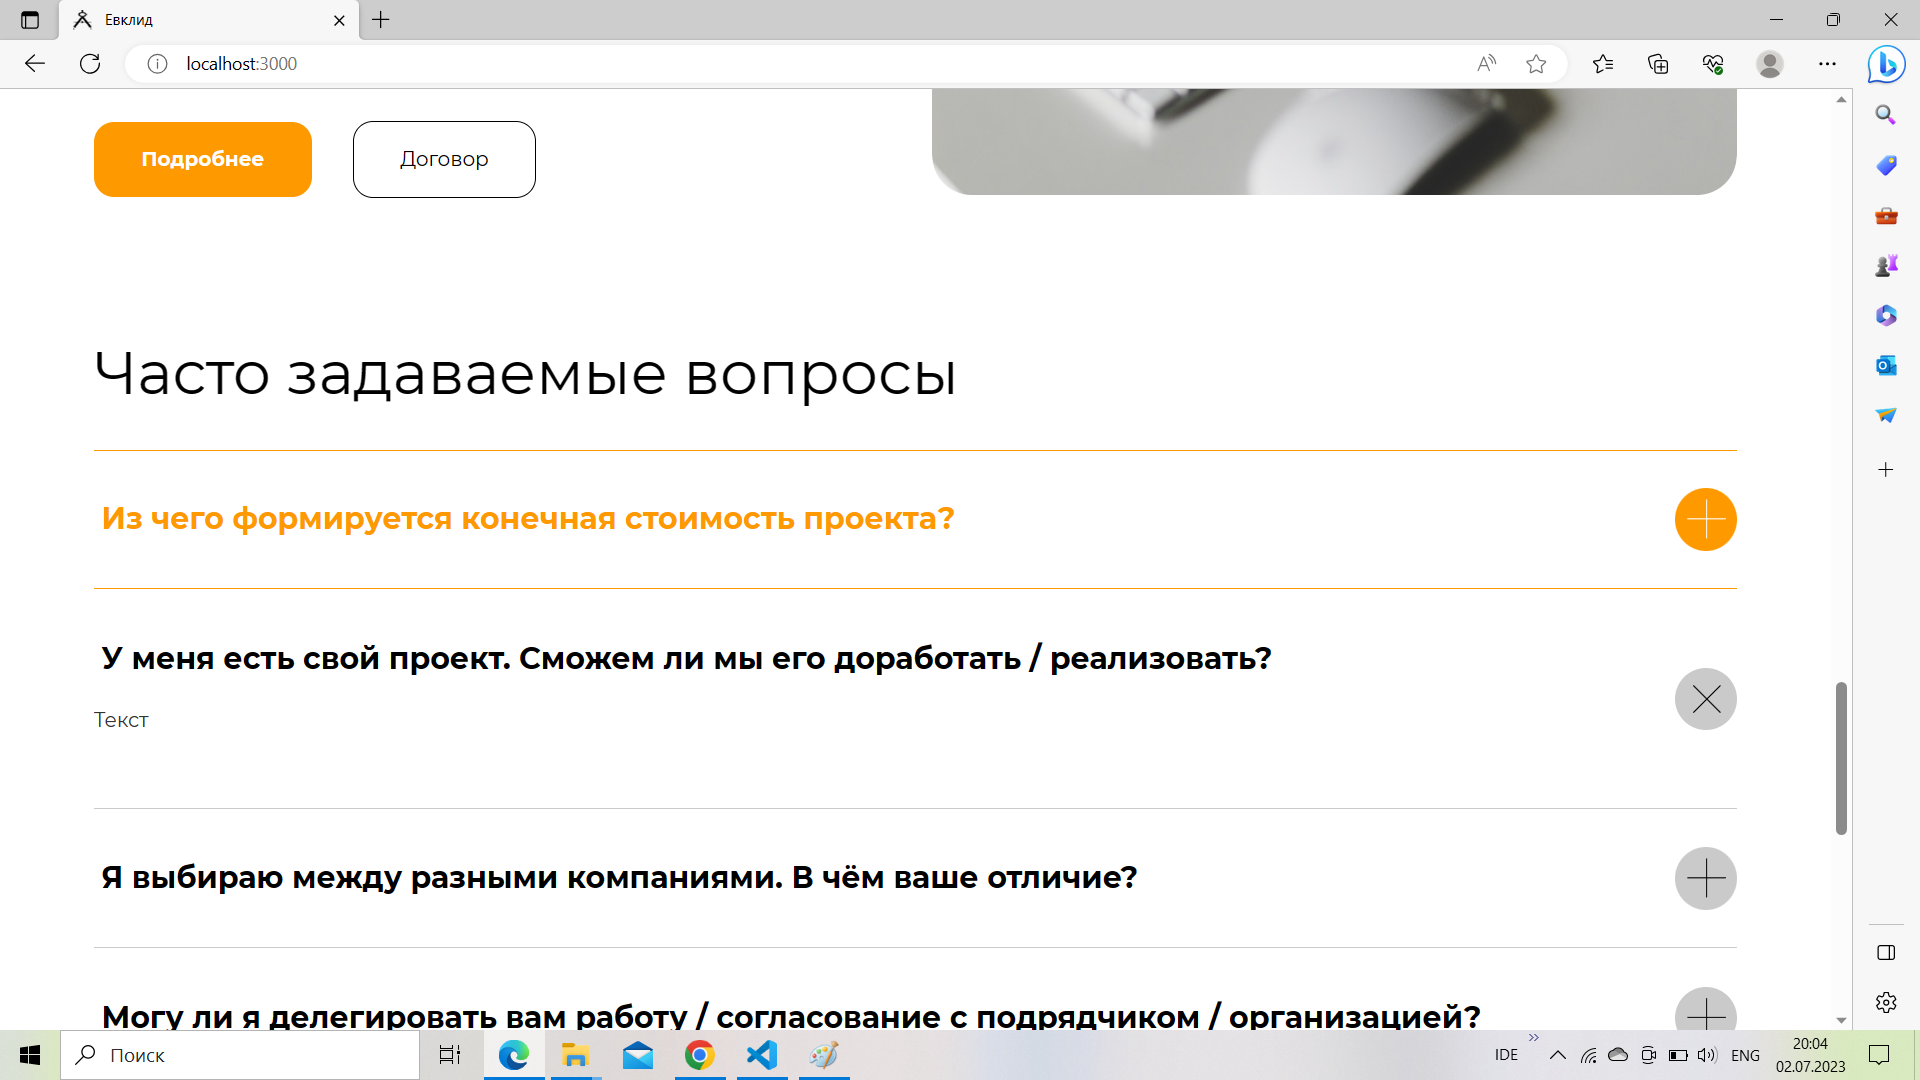 Евклид
localhost:3000
Подробнее
Договор
Часто задаваемые вопросы
Из чего формируется конечная стоимость проекта?
У меня есть свой проект. Сможем ли мы его доработать / реализовать?
Текст
Я выбираю между разными компаниями. В чём ваше отличие?
Могу ли я делегировать вам работу / согласование с подрядчиком / организацией?
Поиск
IDE
ENG
20:04
02.07.2023